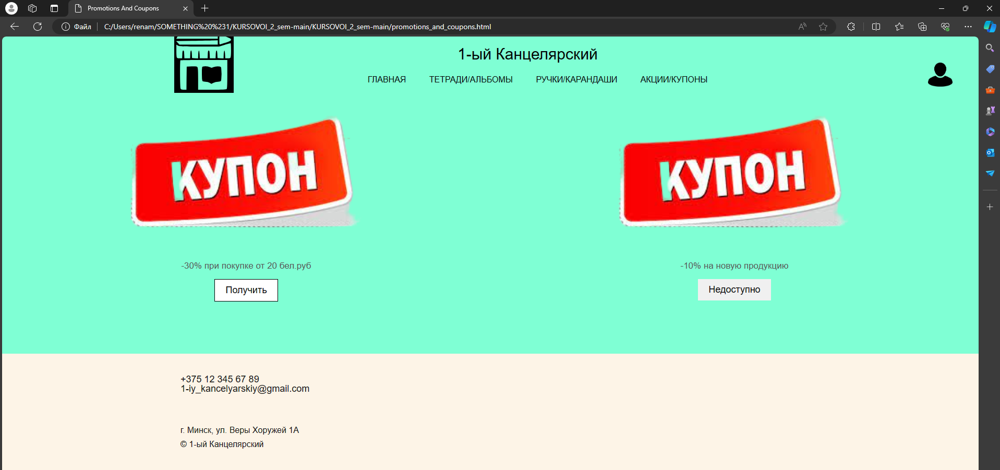 Promotions And Coupons
Файл
C:/Users/renam/SOMETHING%20%231/KURSOVOI_2_sem-main/KURSOVOI_2_sem-main/promotions_and_coupons.html
1-ый Канцелярский
ГЛАВНАЯ ТЕТРАДИ/АЛЬБОМЫ РУЧКИ/КАРАНДАШИ АКЦИИ/КУПОНЫ
КУПОН КУПОН
-30% при покупке от 20 бел.руб
Получить
-10% на новую продукцию
Недоступно
+375 12 345 67 89
1-iy_kancelyarskiy@gmail.com
г. Минск, ул. Веры Хоружей 1А
© 1-ый Канцелярский